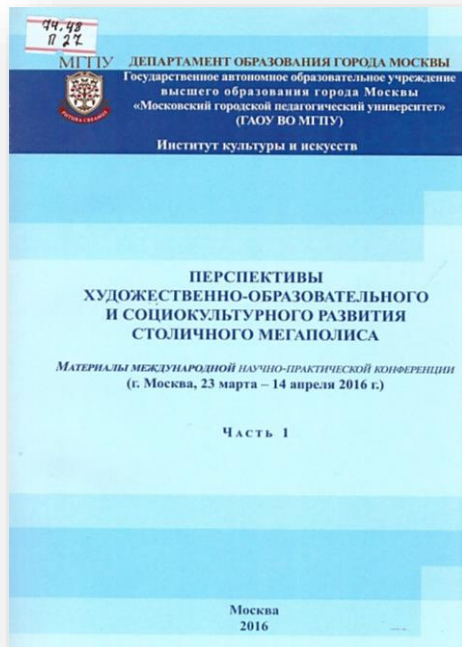 74.48
П 27
МГПУ
ДЕПАРТАМЕНТ ОБРАЗОВАНИЯ ГОРОДА МОСКВЫ
Государственное автономное образовательное учреждение
высшего образования города Москвы
«Московский городской педагогический университет»
(ГАОУ ВО МГПУ)
Институт культуры и искусств
ПЕРСПЕКТИВЫ
ХУДОЖЕСТВЕННО-ОБРАЗОВАТЕЛЬНОГО
И СОЦИОКУЛЬТУРНОГО РАЗВИТИЯ
СТОЛИЧНОГО МЕГАПОЛИСА
МАТЕРИАЛЫ МЕЖДУНАРОДНОЙ НАУЧНО-ПРАКТИЧЕСКОЙ КОНФЕРЕНЦИИ
(г. Москва, 23 марта – 14 апреля 2016 г.)
ЧАСТЬ 1
Москва
2016